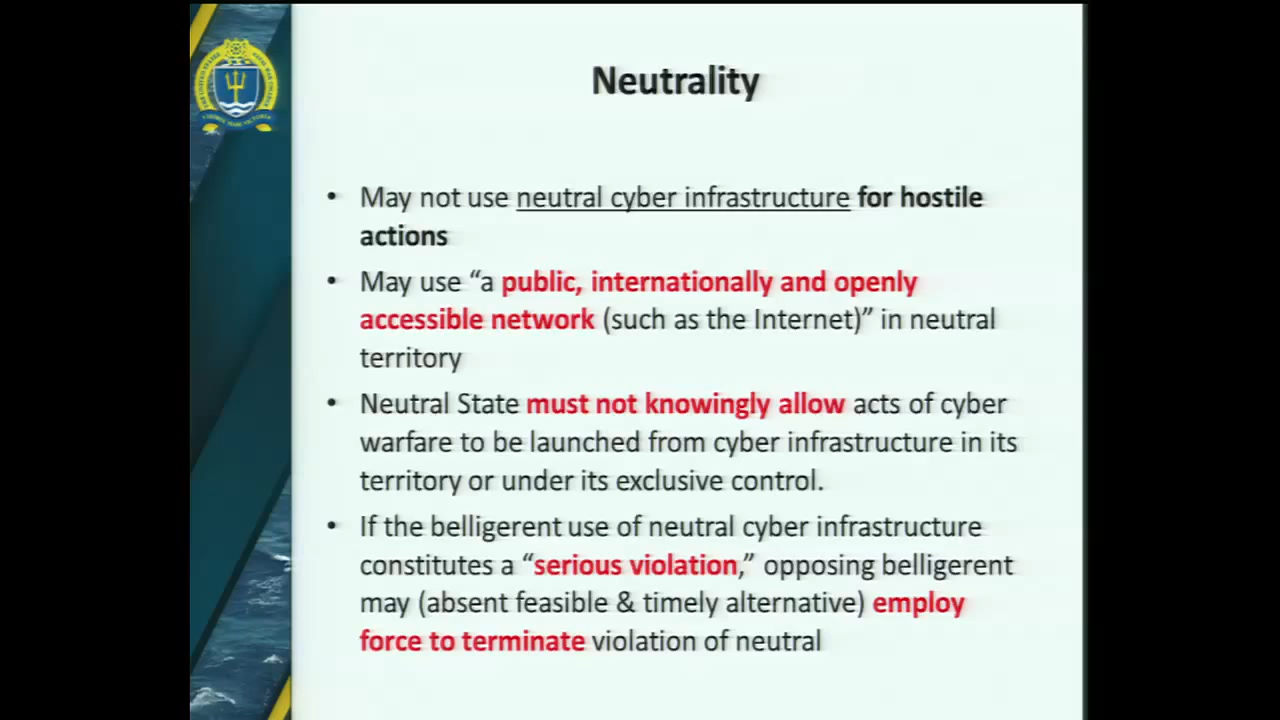 Neutrality
• May not use neutral cyber infrastructure for hostile
actions
• May use “a public, internationally and openly
accessible network (such as the Internet)” in neutral
territory
• Neutral State must not knowingly allow acts of cyber
warfare to be launched from cyber infrastructure in its
territory or under its exclusive control.
• If the belligerent use of neutral cyber infrastructure
constitutes a “serious violation,” opposing belligerent
may (absent feasible & timely alternative) employ
force to terminate violation of neutral